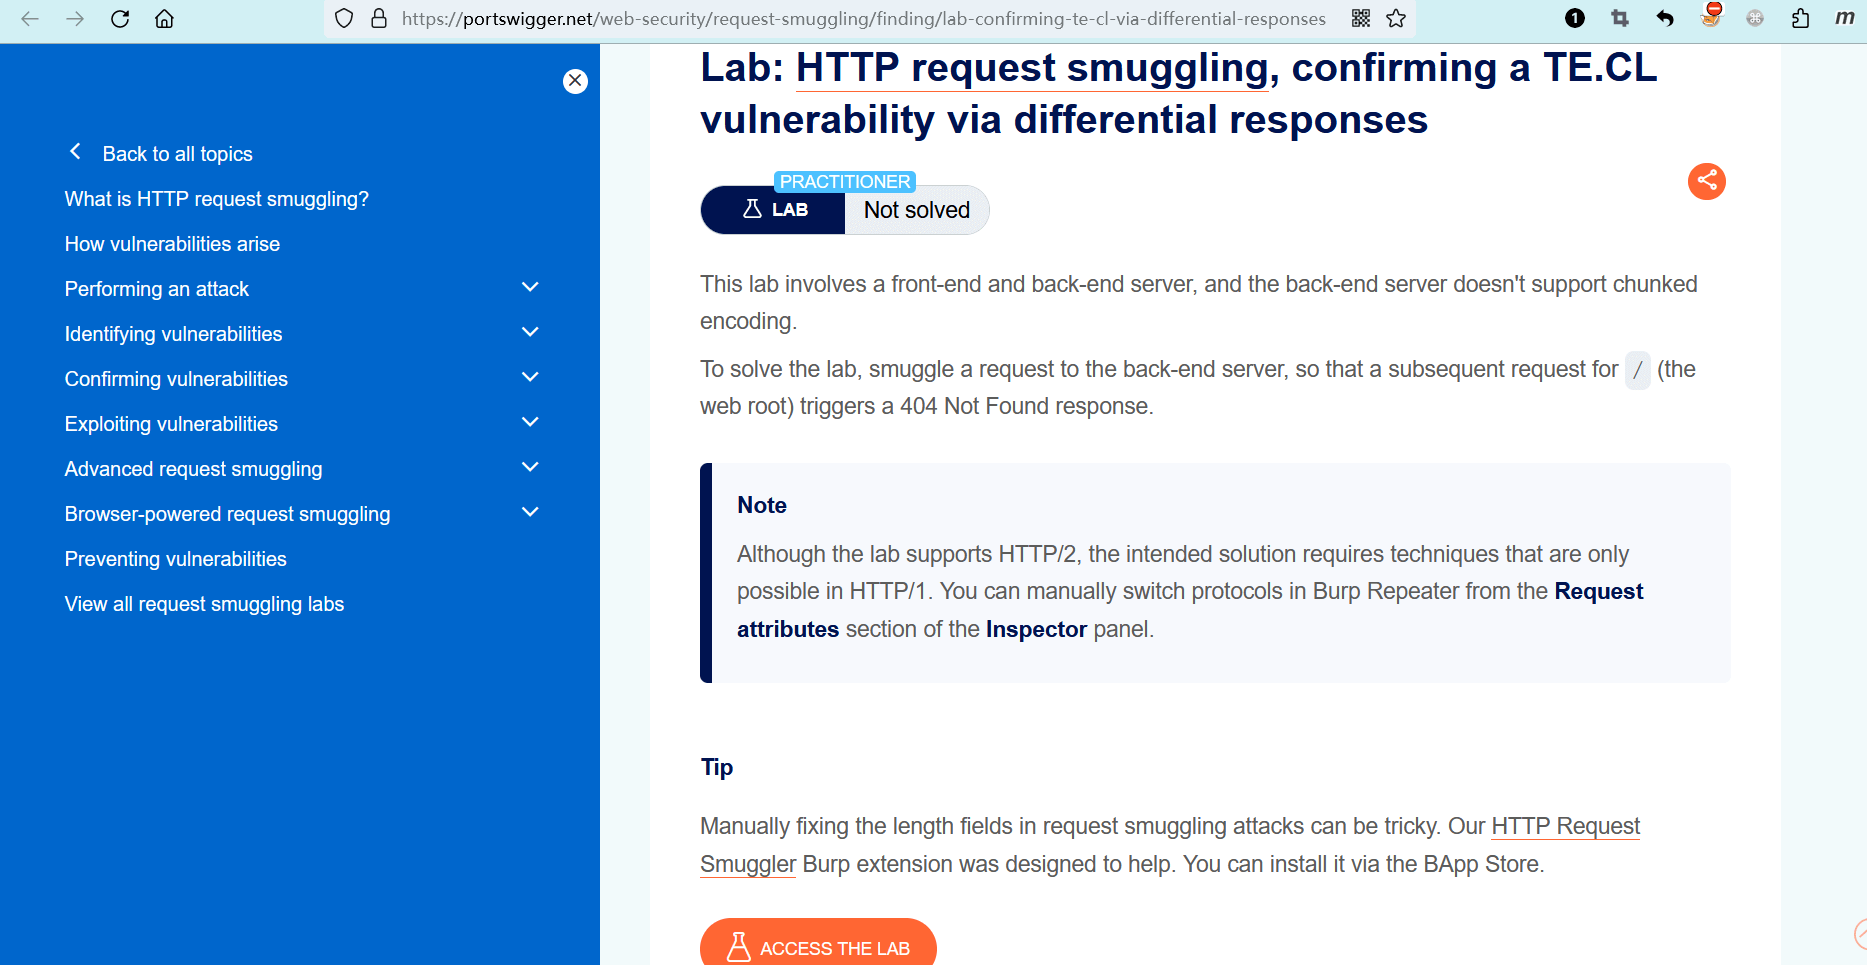 https://portswigger.net/web-security/request-smuggling/finding/lab-confirming-te-cl-via-differential-responses
1
m
Back to all topics
What is HTTP request smuggling?
How vulnerabilities arise
Performing an attack
Identifying vulnerabilities
Confirming vulnerabilities
Exploiting vulnerabilities
Advanced request smuggling
Browser-powered request smuggling
Preventing vulnerabilities
View all request smuggling labs
Lab: HTTP request smuggling, confirming a TE.CL
vulnerability via differential responses
PRACTITIONER
LAB Not solved
This lab involves a front-end and back-end server, and the back-end server doesn't support chunked
encoding.
To solve the lab, smuggle a request to the back-end server, so that a subsequent request for / (the
web root) triggers a 404 Not Found response.
Note
Although the lab supports HTTP/2, the intended solution requires techniques that are only
possible in HTTP/1. You can manually switch protocols in Burp Repeater from the Request
attributes section of the Inspector panel.
Tip
Manually fixing the length fields in request smuggling attacks can be tricky. Our HTTP Request
Smuggler Burp extension was designed to help. You can install it via the BApp Store.
ACCESS THE LAB